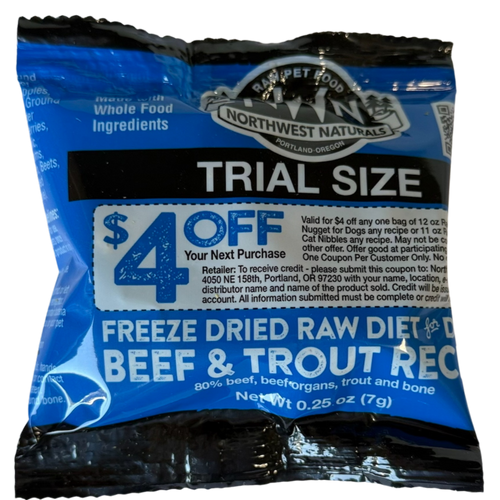 RAW PET FOOD
NWN
NORTHWEST NATURALS™
PORTLAND·OREGON
Made with
Whole Food
Ingredients
Ground
TRIAL SIZE
$4 OFF
Your Next Purchase
Valid for $4 off any one bag of 12 oz
Nugget for Dogs any recipe or 11 oz
Cat Nibbles any recipe. May not be
other offer. Offer good at participating
One Coupon Per Customer Only. No
Retailer: To receive credit - please submit this coupon to:
4050 NE 158th, Portland, OR 97230 with your name, location,
distributor name and name of the product sold. Credit will be
account. All information submitted must be complete or credit
FREEZE DRIED RAW DIET for D
BEEF & TROUT REC
80% beef, beef organs, trout and bone
Net Wt 0.25 oz (7g)
bone.